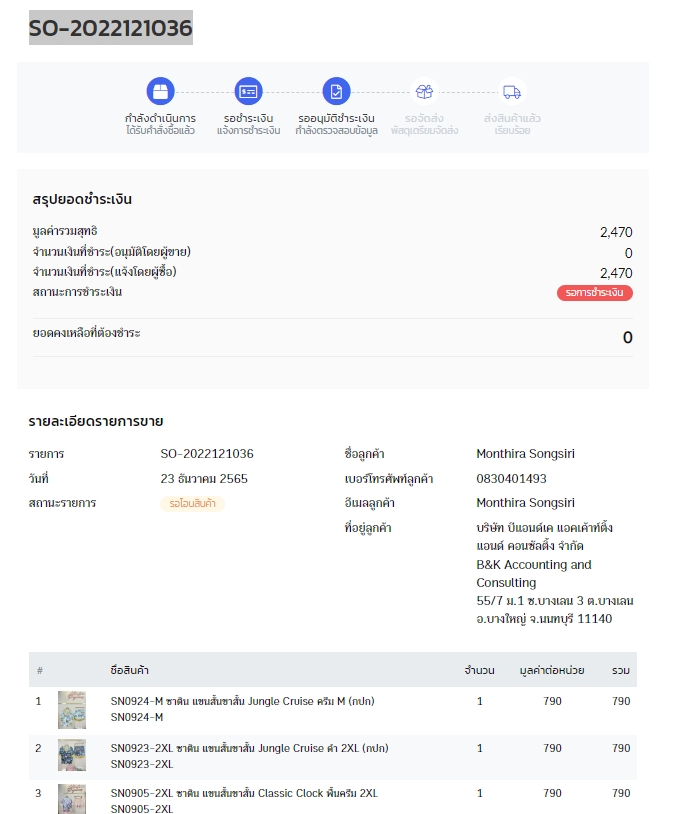 SO-2022121036
กำลังดำเนินการ รอชำระเงิน รออนุมัติชำระเงิน รอจัดส่ง ส่งสินค้าแล้ว
ได้รับคำสั่งซื้อแล้ว แจ้งการชำระเงิน กำลังตรวจสอบข้อมูล พัสดุเตรียมจัดส่ง เรียบร้อย
สรุปยอดชำระเงิน
มูลค่ารวมสุทธิ 2,470
จำนวนเงินที่ชำระ(อนุมัติโดยผู้ขาย) 0
จำนวนเงินที่ชำระ(แจ้งโดยผู้ซื้อ) 2,470
สถานะการชำระเงิน รอการชำระเงิน
ยอดคงเหลือที่ต้องชำระ 0
รายละเอียดรายการขาย
รายการ SO-2022121036 ชื่อลูกค้า Monthira Songsiri
วันที่ 23 ธันวาคม 2565 เบอร์โทรศัพท์ลูกค้า 0830401493
สถานะรายการ รอโอนสินค้า อีเมลลูกค้า Monthira Songsiri
ที่อยู่ลูกค้า บริษัท บีแอนด์เค แอคเค้าท์ติ้ง
แอนด์ คอนซัลติ้ง จำกัด
B&K Accounting and
Consulting
55/7 ม.1 ซ.บางเลน 3 ต.บางเลน
อ.บางใหญ่ จ.นนทบุรี 11140
# ชื่อสินค้า จำนวน มูลค่าต่อหน่วย รวม
1 SN0924-M ซาติน แขนสั้นขาสั้น Jungle Cruise ครีม M (กปก) 1 790 790
SN0924-M
2 SN0923-2XL ซาติน แขนสั้นขาสั้น Jungle Cruise ดำ 2XL (กปก) 1 790 790
SN0923-2XL
3 SN0905-2XL ซาติน แขนสั้นขาสั้น Classic Clock พื้นครีม 2XL 1 790 790
SN0905-2XL